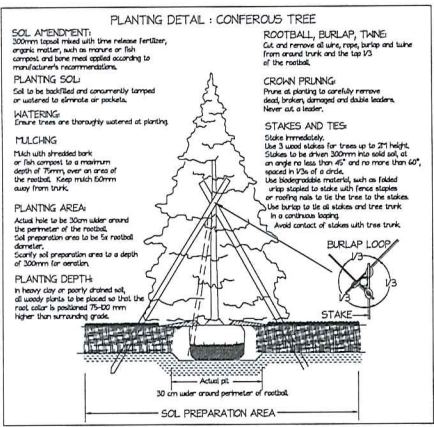 PLANTING DETAIL : CONFEROUS TREE
SOL AMENDMENT:
300mm topsoil mixed with time release fertilizer,
organic matter, such as manure or fish
compost and bone meal applied according to
manufacturer's recommendations.
PLANTING SOL:
Soil to be backfilled and concurrently tamped
or watered to eliminate air pockets.
WATERING:
Ensure trees are thoroughly watered at planting.
MULCHNG
Mulch with shredded bark
or fish compost to a maximum
depth of 75mm, over an area of
the rootball. Keep mulch 150mm
away from trunk.
PLANTING AREA:
Actual hole to be 30cm wider around
the perimeter of the rootball.
Soil preparation area to be 5x rootball
diameter.
Scarify soil preparation area to a depth
of 300mm for aeration.
PLANTING DEPTH:
In heavy clay or poorly drained soil,
all woody plants to be placed so that the
root collar is positioned 75-100 mm
higher than surrounding grade.
ROOTBALL, BURLAP, TWINE:
Cut and remove all wire, rope, burlap and twine
from around trunk and the top 1/3
of the rootball.
CROWN PRUNING:
Prune at planting to carefully remove
dead, broken, damaged and double leaders.
Never cut a leader.
STAKES AND TIES:
Stake immediately.
Use 3 wood stakes for trees up to 2M height.
Stakes to be driven 300mm into solid soil, at
an angle no less than 45° and no more than 60°,
spaced in 1/3s of a circle.
Use biodegradable material, such as folded
urlap stapled to stake with fence staples
or roofing nails to tie the tree to the stakes.
Use burlap to tie all stakes and tree trunk
in a continuous looping.
Avoid contact of stakes with tree trunk.
BURLAP LOOP
1/3
1/3
1/3
STAKE
Actual pit
30 cm wider around perimeter of rootball
SOIL PREPARATION AREA